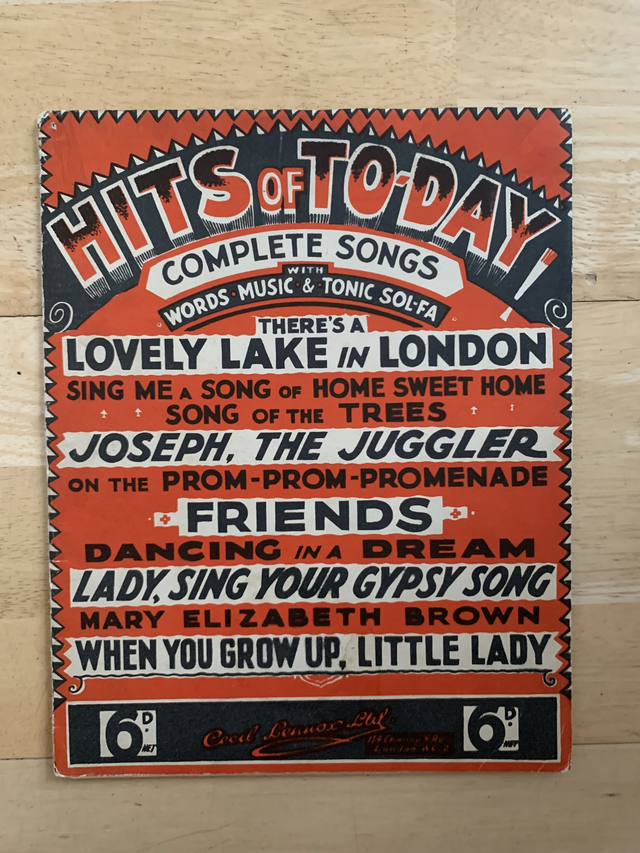 HITS OF TO-DAY!
COMPLETE SONGS
WITH
WORDS · MUSIC & TONIC SOL-FA
THERE'S A
LOVELY LAKE IN LONDON
SING ME A SONG OF HOME SWEET HOME
SONG OF THE TREES
JOSEPH, THE JUGGLER
ON THE PROM-PROM-PROMENADE
FRIENDS
DANCING IN A DREAM
LADY, SING YOUR GYPSY SONG
MARY ELIZABETH BROWN
WHEN YOU GROW UP, LITTLE LADY
6D. NET
Cecil Lennox Ltd.
London W.C.2
6D. NET